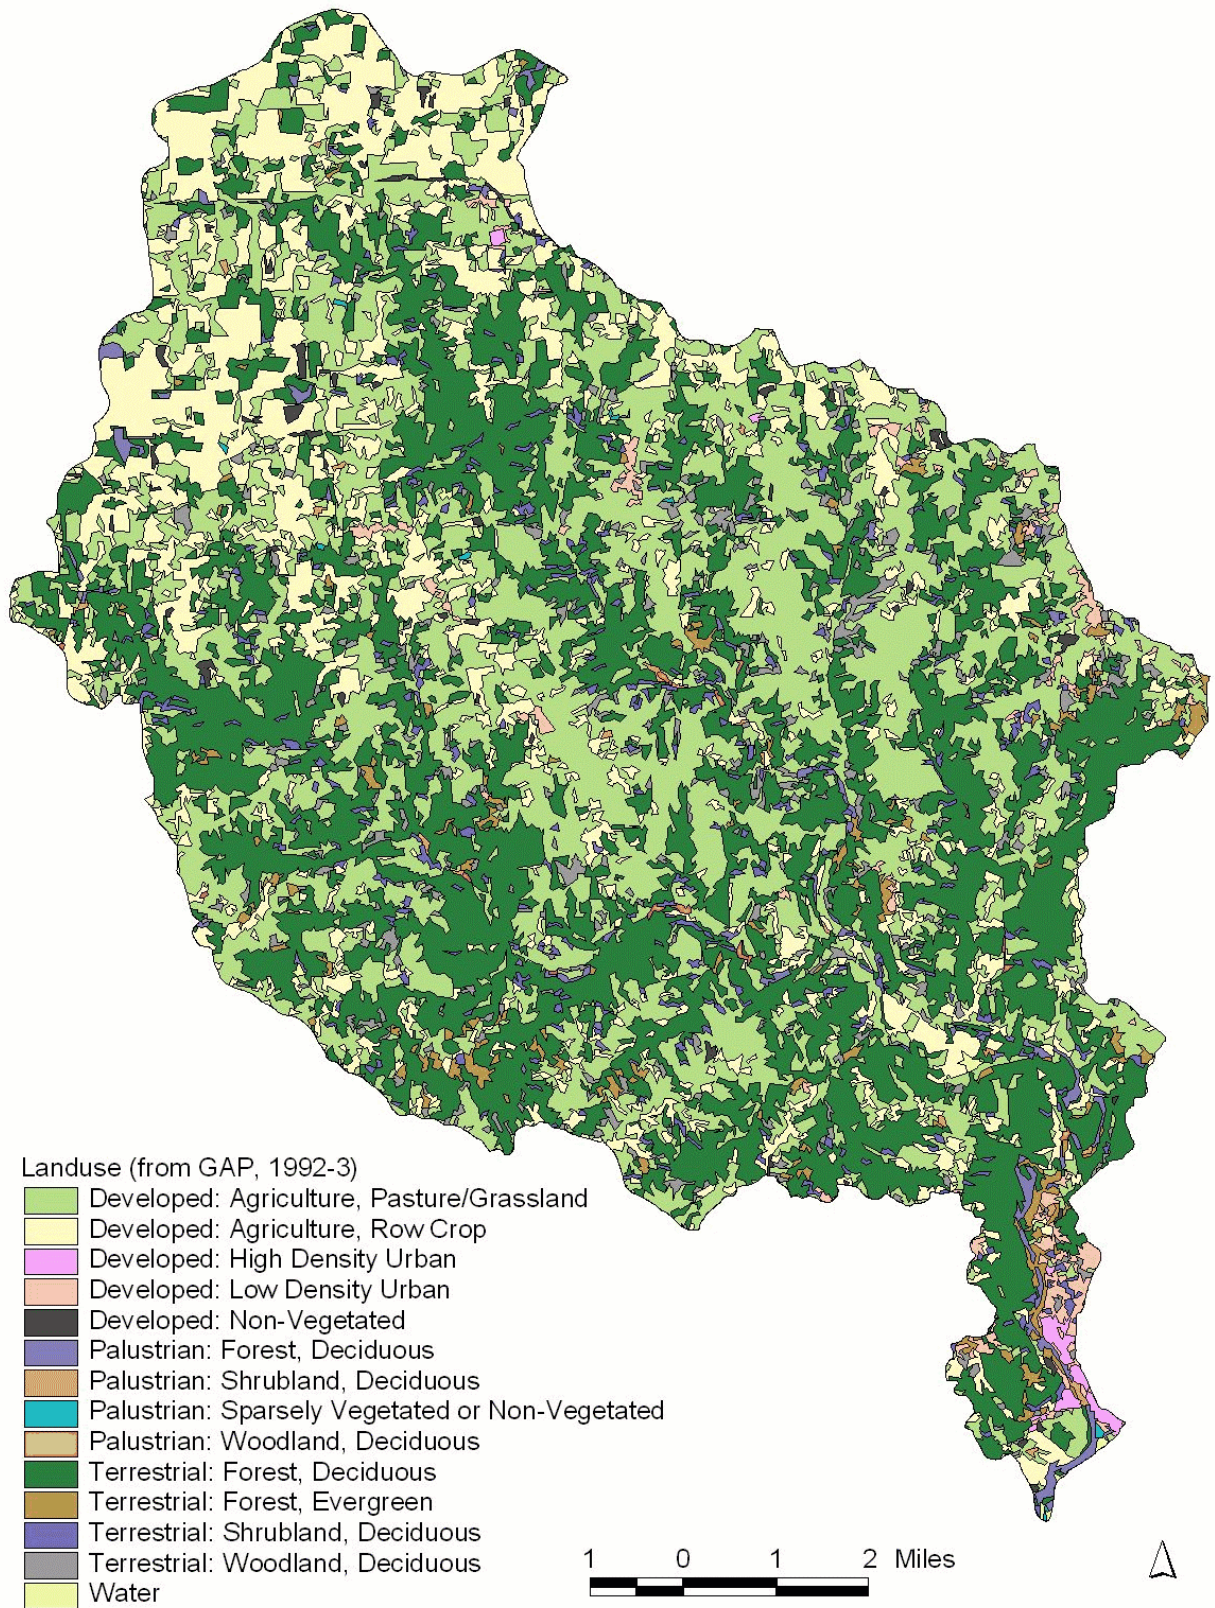 Landuse (from GAP, 1992-3)
Developed: Agriculture, Pasture/Grassland
Developed: Agriculture, Row Crop
Developed: High Density Urban
Developed: Low Density Urban
Developed: Non-Vegetated
Palustrian: Forest, Deciduous
Palustrian: Shrubland, Deciduous
Palustrian: Sparsely Vegetated or Non-Vegetated
Palustrian: Woodland, Deciduous
Terrestrial: Forest, Deciduous
Terrestrial: Forest, Evergreen
Terrestrial: Shrubland, Deciduous
Terrestrial: Woodland, Deciduous
Water
1 0 1 2 Miles